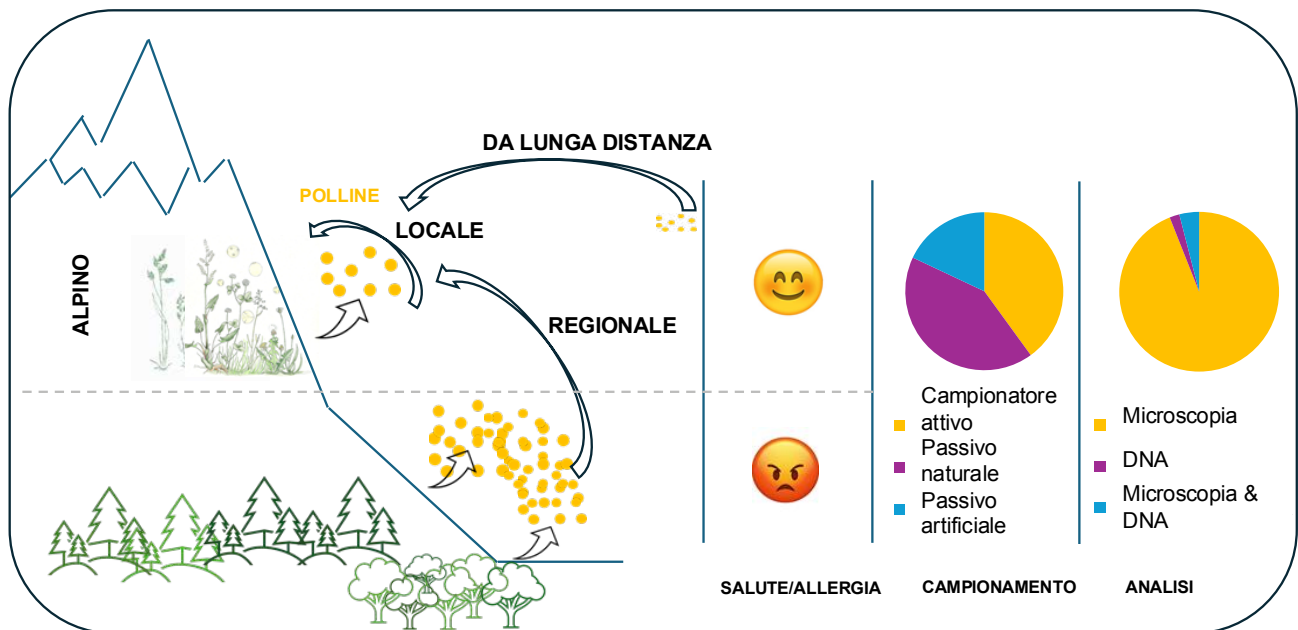 DA LUNGA DISTANZA
POLLINE
LOCALE
ALPINO
REGIONALE
Campionatore
attivo
Passivo
naturale
Passivo
artificiale
Microscopia
DNA
Microscopia &
DNA
SALUTE/ALLERGIA
CAMPIONAMENTO
ANALISI